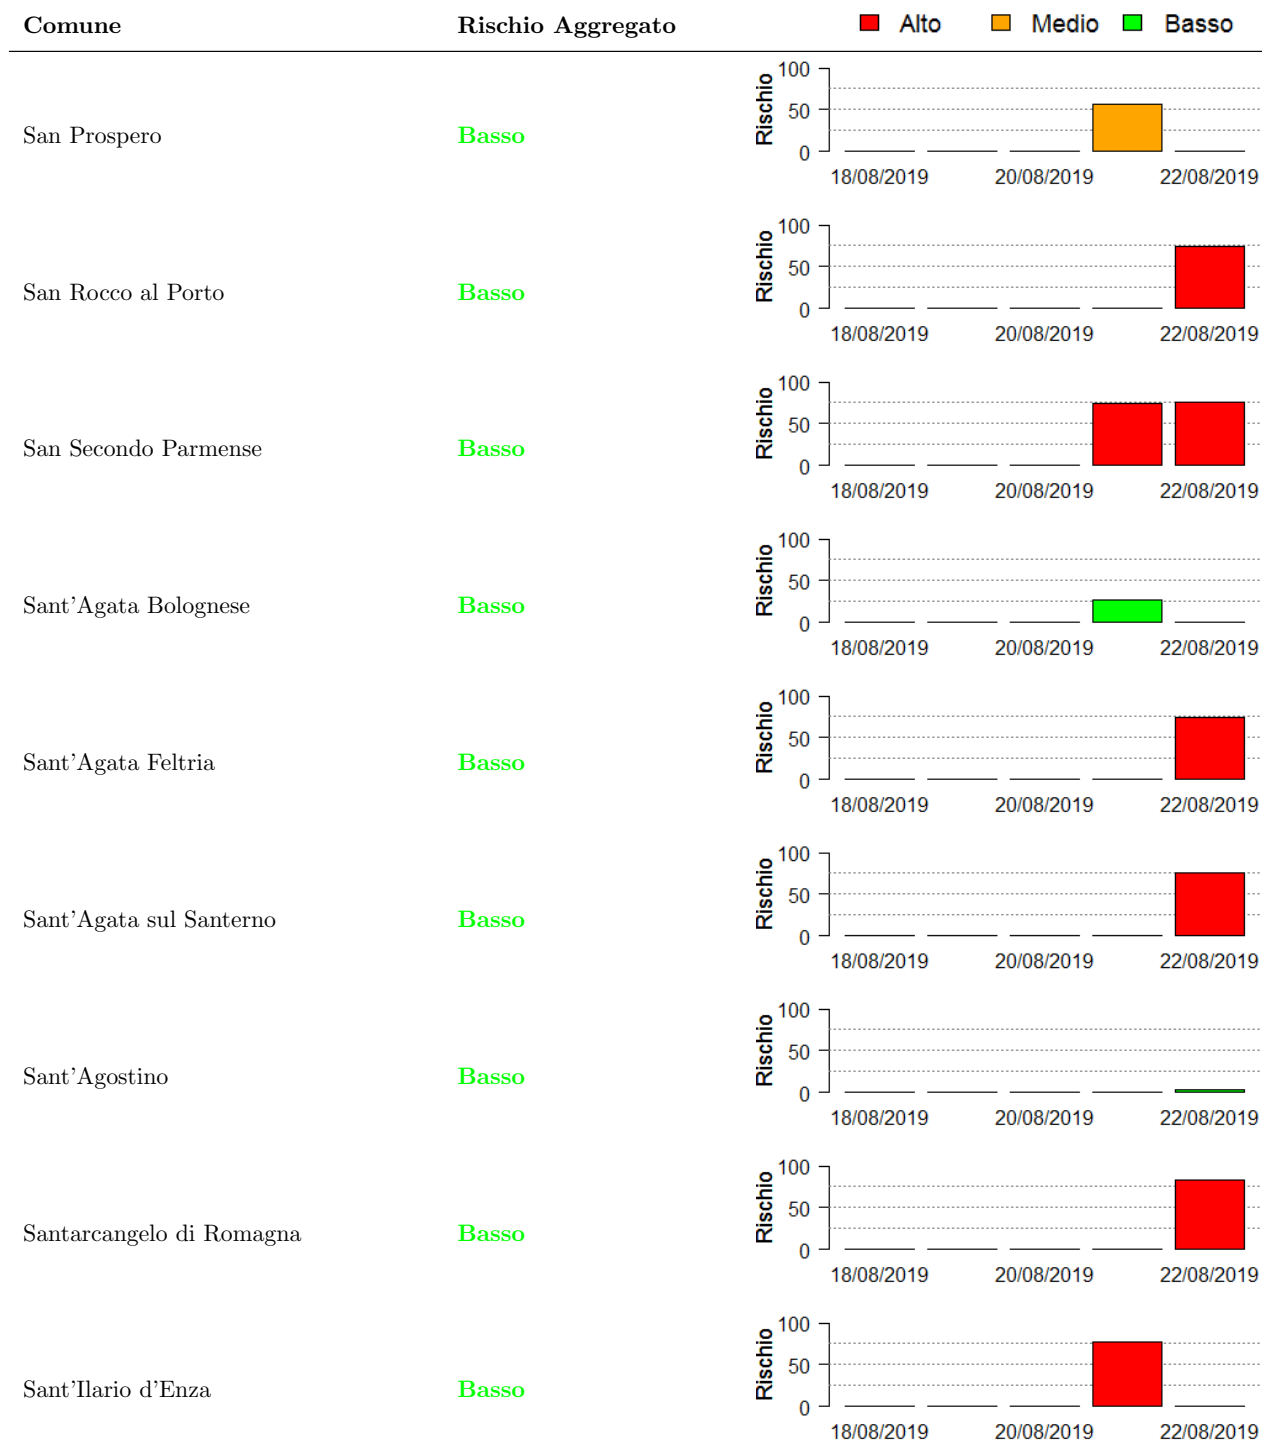 Comune Rischio Aggregato Alto Medio Basso
San Prospero Basso
Rischio
100
50
0
18/08/2019 20/08/2019 22/08/2019
San Rocco al Porto Basso
Rischio
100
50
0
18/08/2019 20/08/2019 22/08/2019
San Secondo Parmense Basso
Rischio
100
50
0
18/08/2019 20/08/2019 22/08/2019
Sant'Agata Bolognese Basso
Rischio
100
50
0
18/08/2019 20/08/2019 22/08/2019
Sant'Agata Feltria Basso
Rischio
100
50
0
18/08/2019 20/08/2019 22/08/2019
Sant'Agata sul Santerno Basso
Rischio
100
50
0
18/08/2019 20/08/2019 22/08/2019
Sant'Agostino Basso
Rischio
100
50
0
18/08/2019 20/08/2019 22/08/2019
Santarcangelo di Romagna Basso
Rischio
100
50
0
18/08/2019 20/08/2019 22/08/2019
Sant'Ilario d'Enza Basso
Rischio
100
50
0
18/08/2019 20/08/2019 22/08/2019